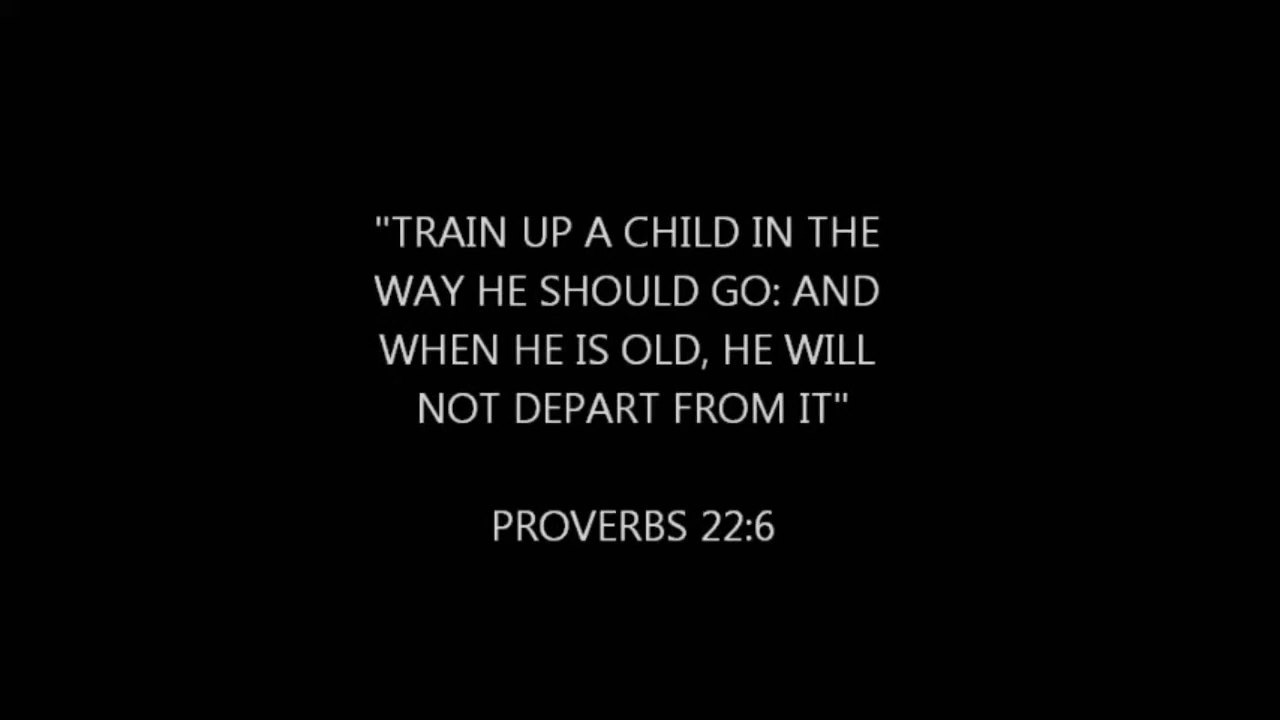 "TRAIN UP A CHILD IN THE
WAY HE SHOULD GO: AND
WHEN HE IS OLD, HE WILL
NOT DEPART FROM IT"
PROVERBS 22:6